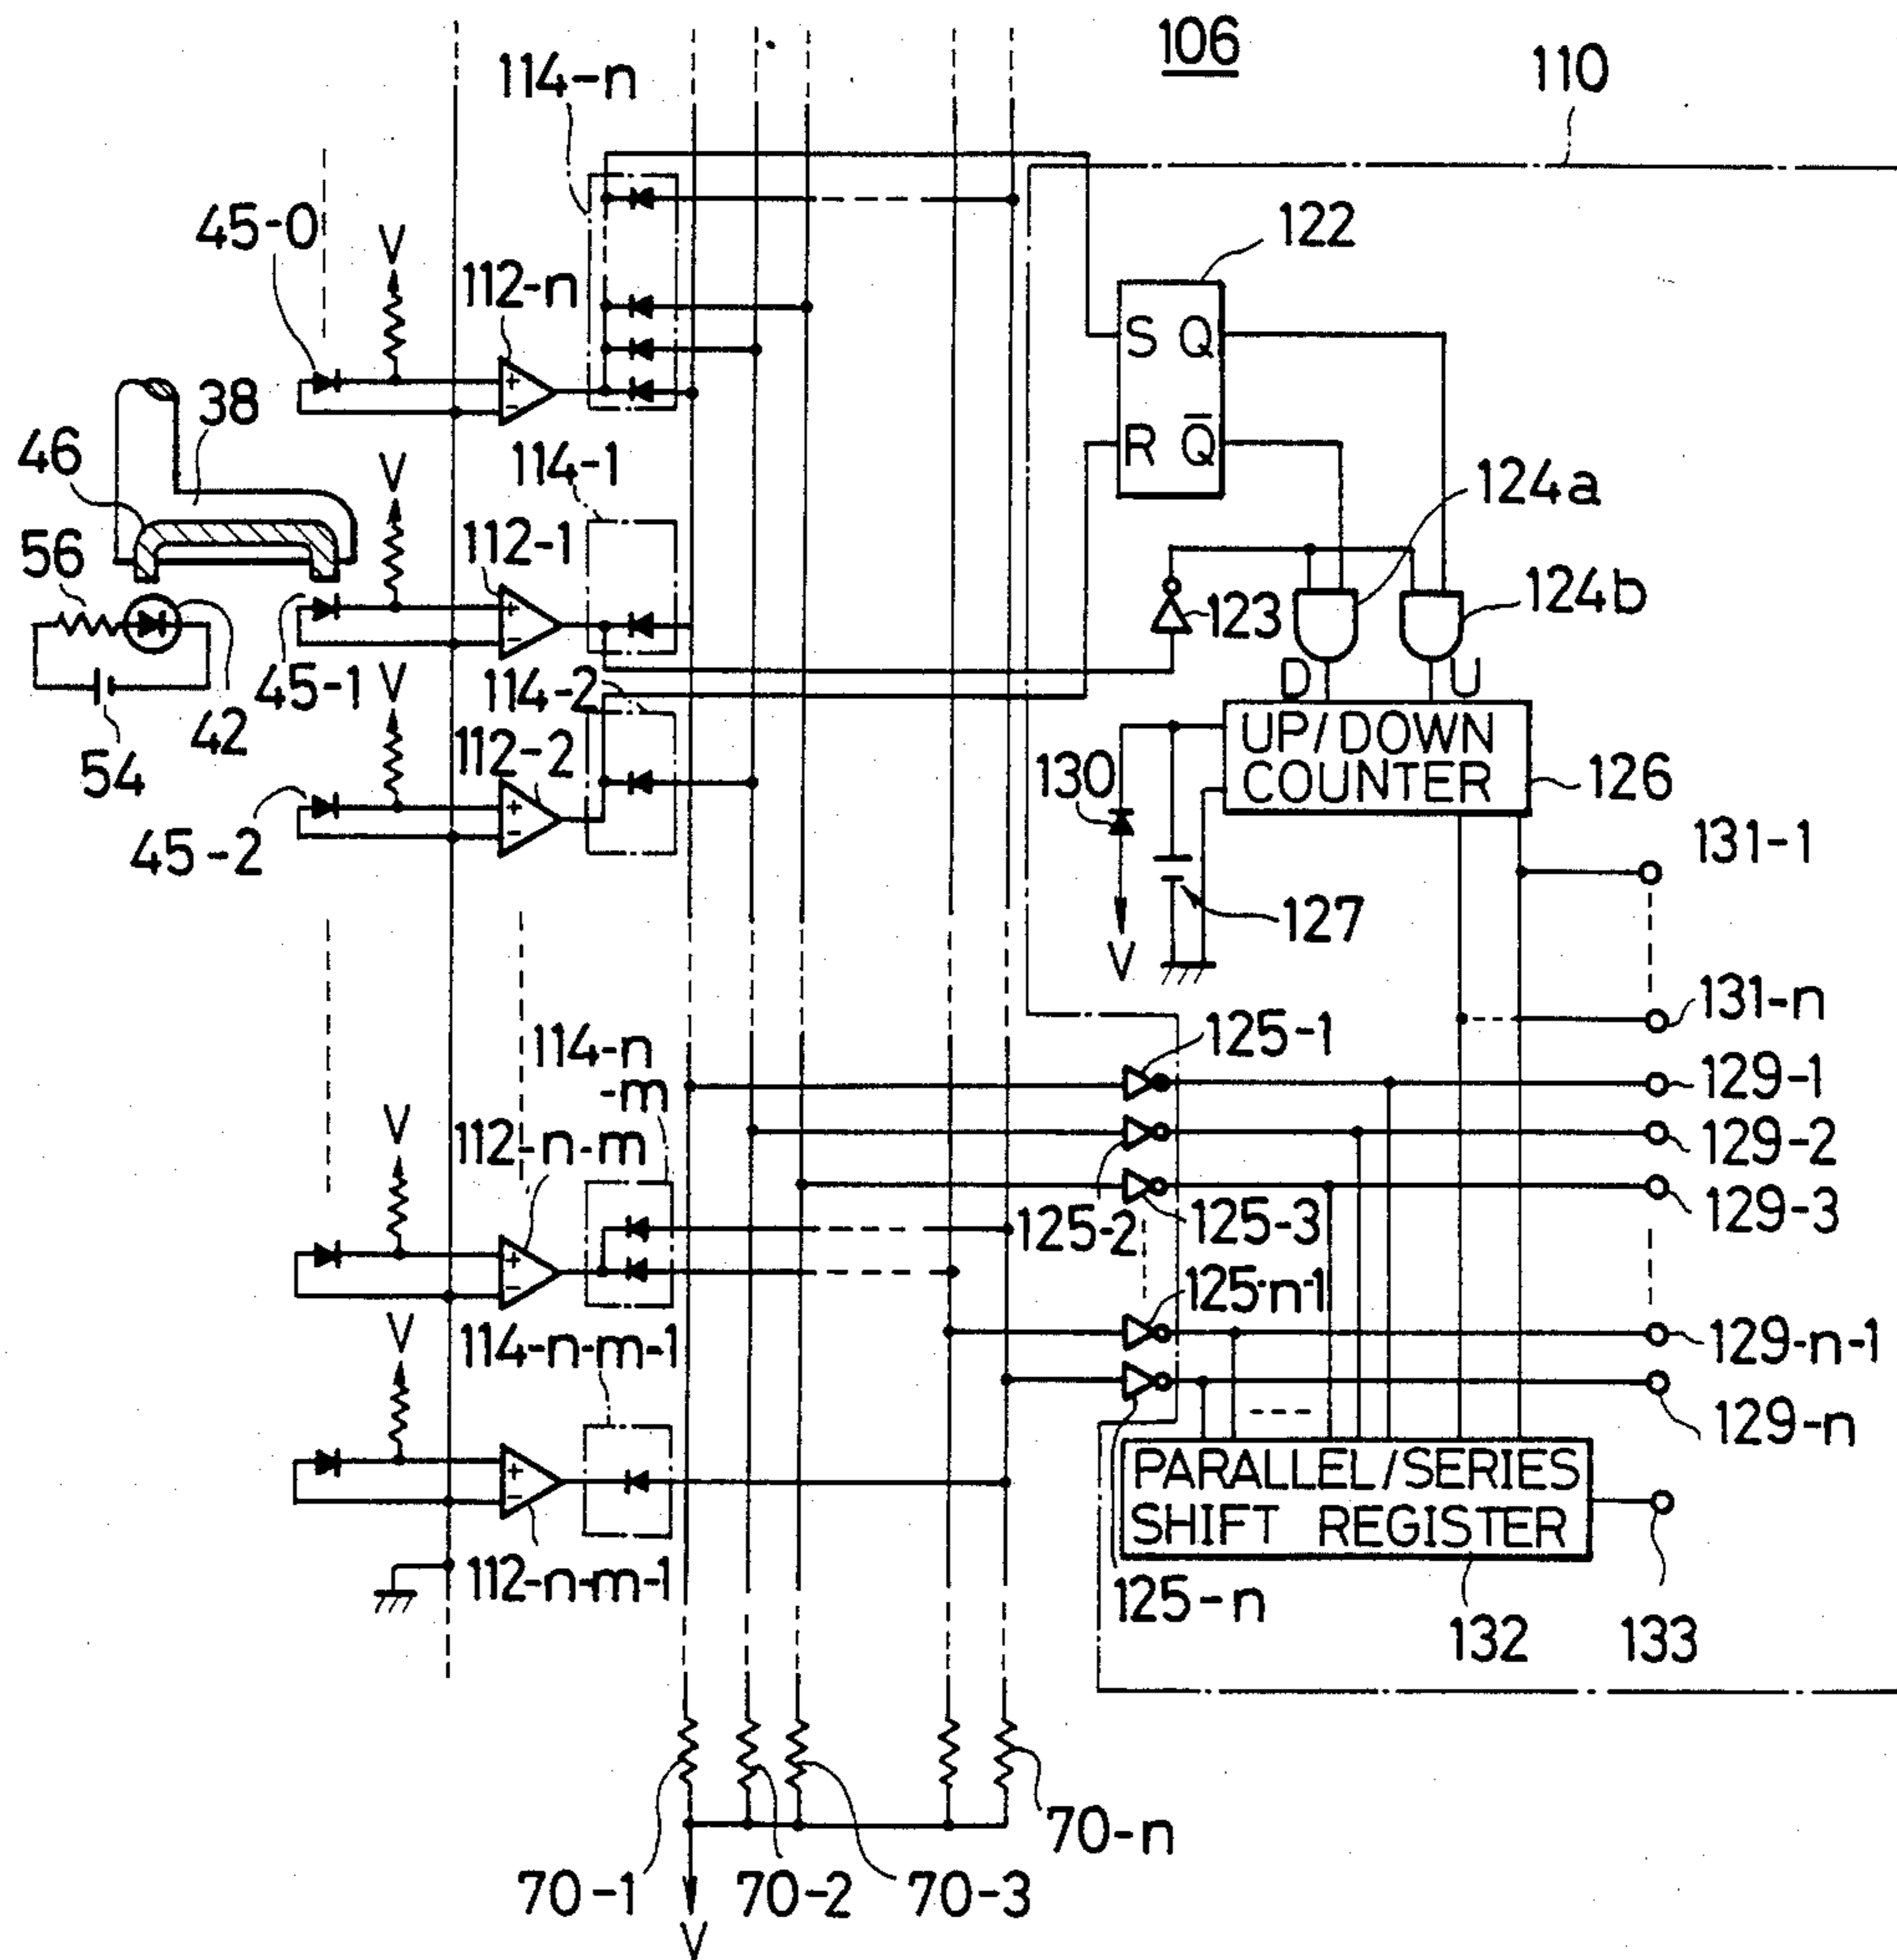 106
110
114-n
45-0
V
112-n
122
S Q
R Q̅
38
46
V
114-1
112-1
56
124a
124b
123
D U
45-1
V
114-2
42
54
112-2
UP/DOWN
COUNTER
130
126
45-2
131-1
127
V
131-n
114-n
-m
125-1
129-1
V
112-n-m
129-2
125-2
125-3
129-3
125-n-1
V
114-n-m-1
129-n-1
129-n
PARALLEL/SERIES
SHIFT REGISTER
112-n-m-1
125-n
132
133
70-n
70-1
70-2
70-3
V